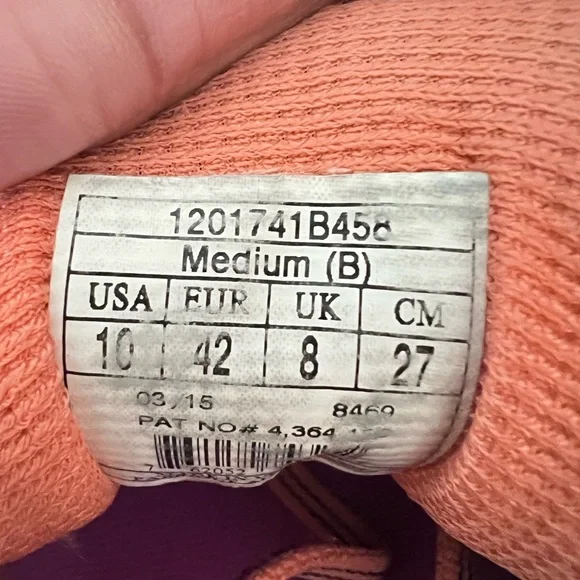 1201741B458
Medium (B)
USA EUR UK CM
10 42 8 27
03/15 8469
PAT NO# 4,364